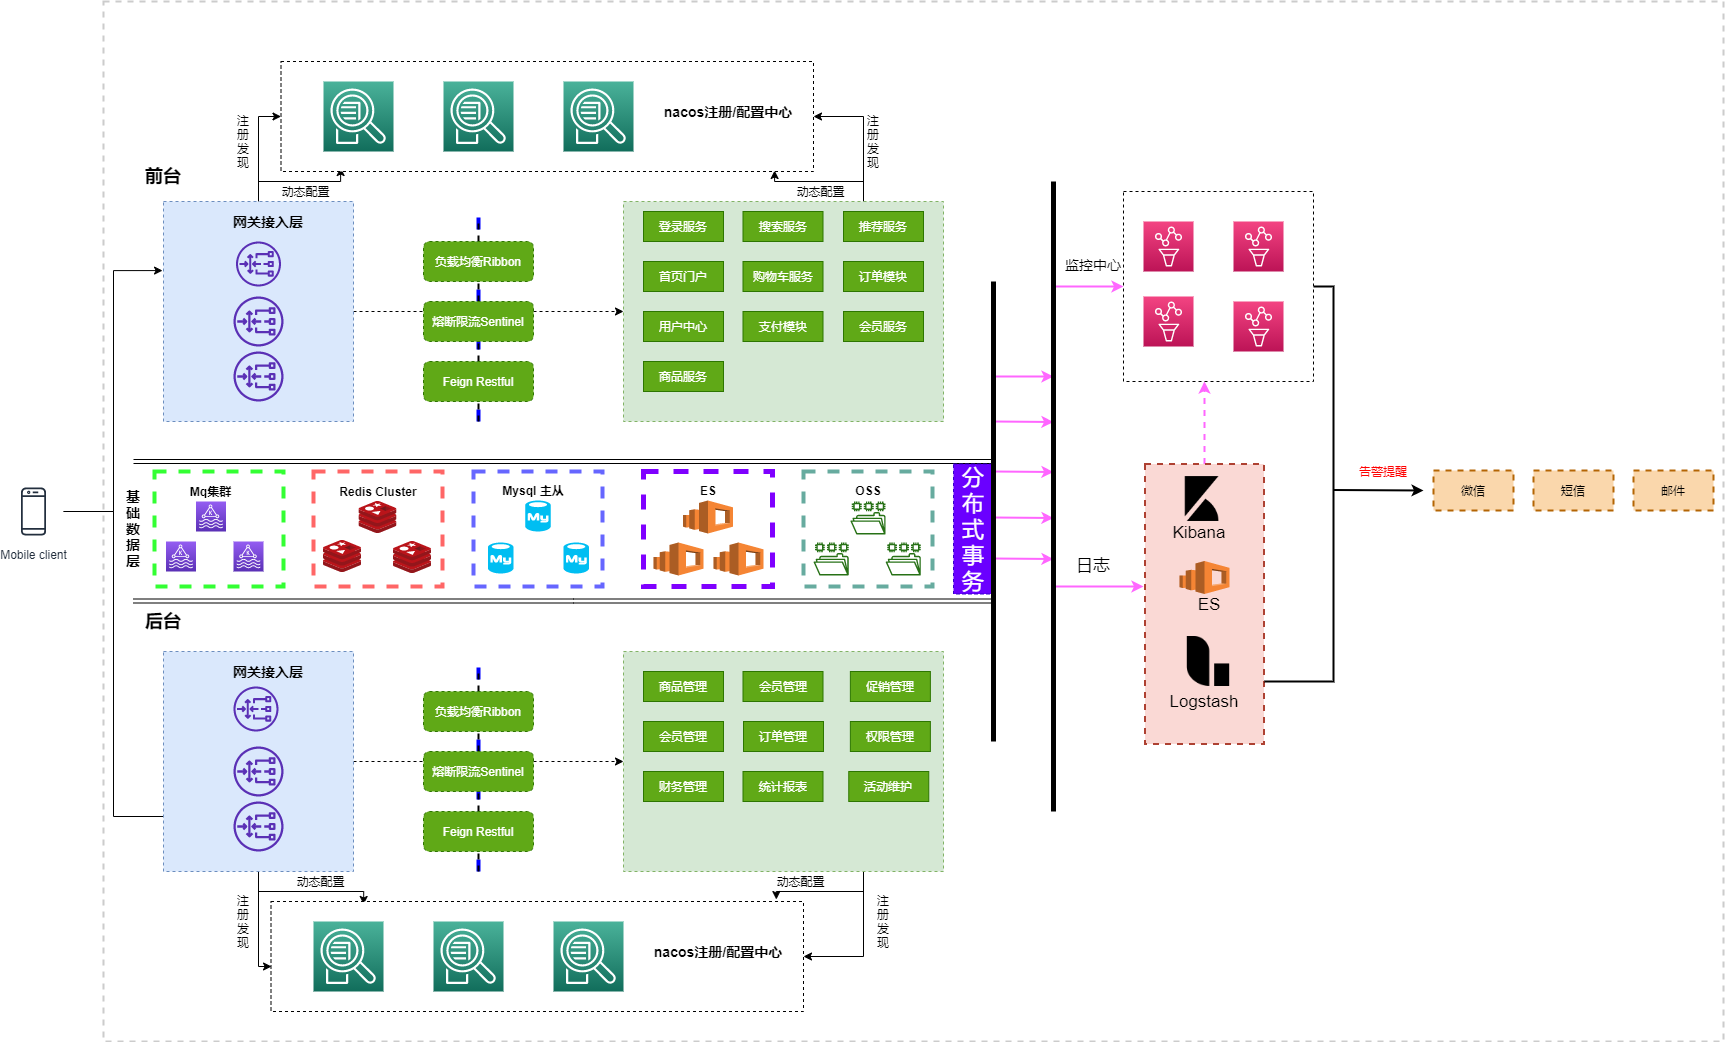 nacos注册/配置中心
注册发现
注册发现
前台
动态配置
动态配置
网关接入层
负载均衡Ribbon
熔断限流Sentinel
Feign Restful
登录服务
搜索服务
推荐服务
首页门户
购物车服务
订单模块
用户中心
支付模块
会员服务
商品服务
监控中心
Mobile client
基础数据层
Mq集群
Redis Cluster
Mysql 主从
ES
OSS
分布式事务
日志
Kibana
ES
Logstash
告警提醒
微信
短信
邮件
后台
网关接入层
负载均衡Ribbon
熔断限流Sentinel
Feign Restful
商品管理
会员管理
促销管理
会员管理
订单管理
权限管理
财务管理
统计报表
活动维护
动态配置
动态配置
注册发现
注册发现
nacos注册/配置中心